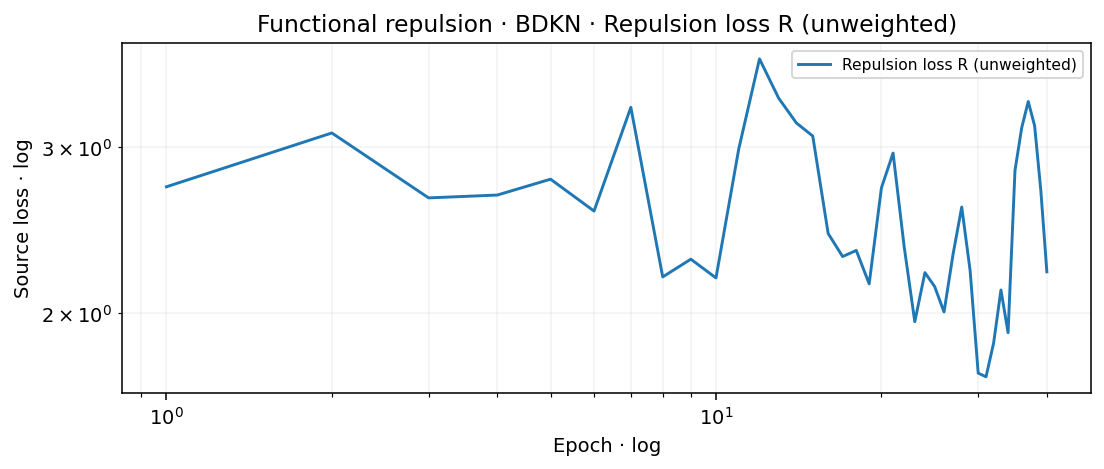 Functional repulsion · BDKN · Repulsion loss R (unweighted)
Repulsion loss R (unweighted)
Source loss · log
3 × 10⁰
2 × 10⁰
10⁰
10¹
Epoch · log